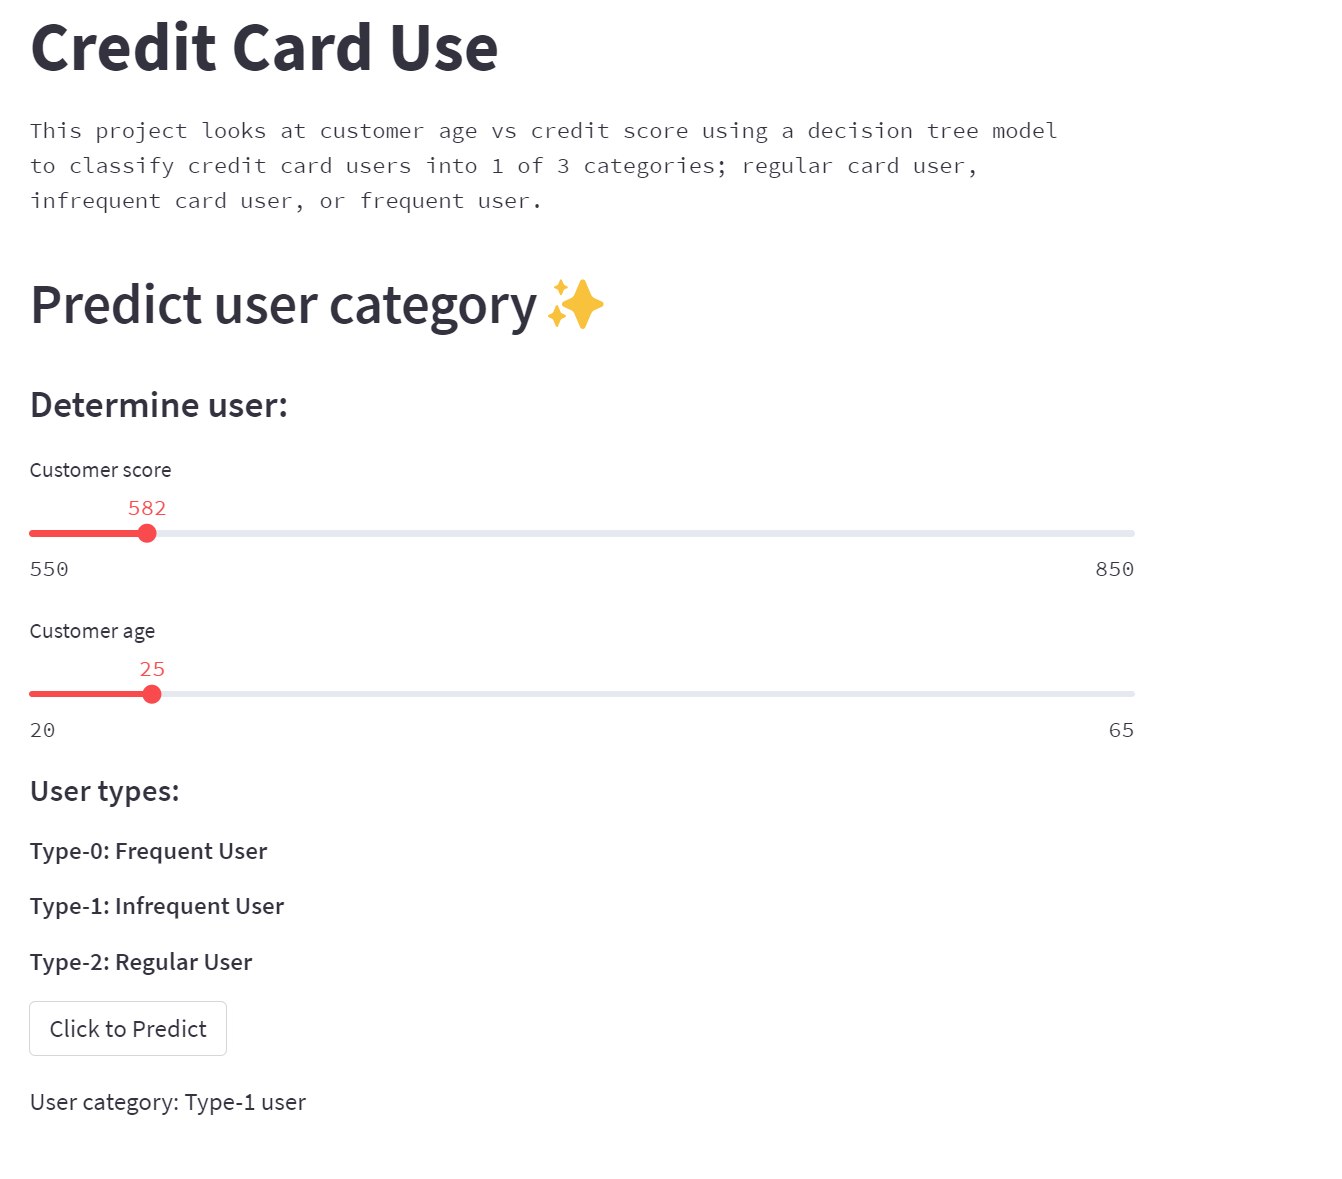 Credit Card Use
This project looks at customer age vs credit score using a decision tree model
to classify credit card users into 1 of 3 categories; regular card user,
infrequent card user, or frequent user.
Predict user category✨
Determine user:
Customer score
582
550 850
Customer age
25
20 65
User types:
Type-0: Frequent User
Type-1: Infrequent User
Type-2: Regular User
Click to Predict
User category: Type-1 user